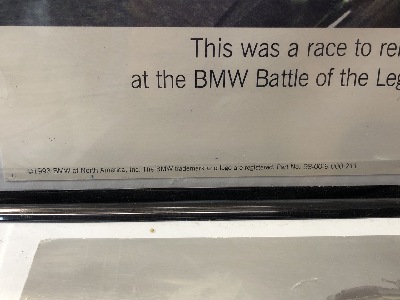 This was a race to re
at the BMW Battle of the Leg
BMW of North America, Inc. The BMW trademark and logo are registered. Part No.